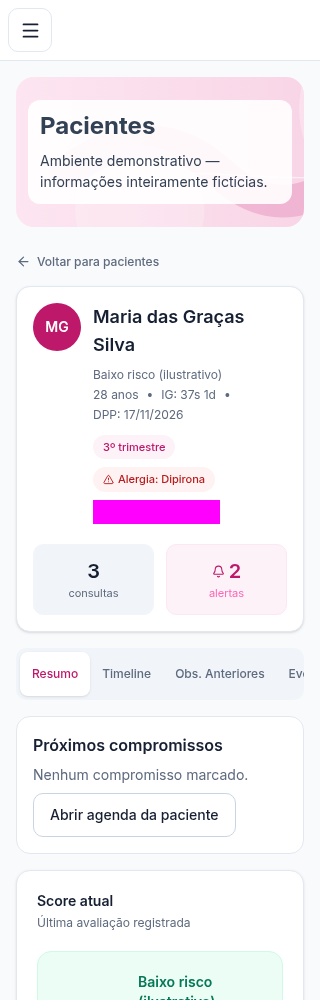 Pacientes
Ambiente demonstrativo —
informações inteiramente fictícias.
Voltar para pacientes
MG
Maria das Graças
Silva
Baixo risco (ilustrativo)
28 anos • IG: 37s 1d •
DPP: 17/11/2026
3º trimestre
Alergia: Dipirona
3
consultas
2
alertas
Resumo Timeline Obs. Anteriores
Próximos compromissos
Nenhum compromisso marcado.
Abrir agenda da paciente
Score atual
Última avaliação registrada
Baixo risco
(ilustrativo)